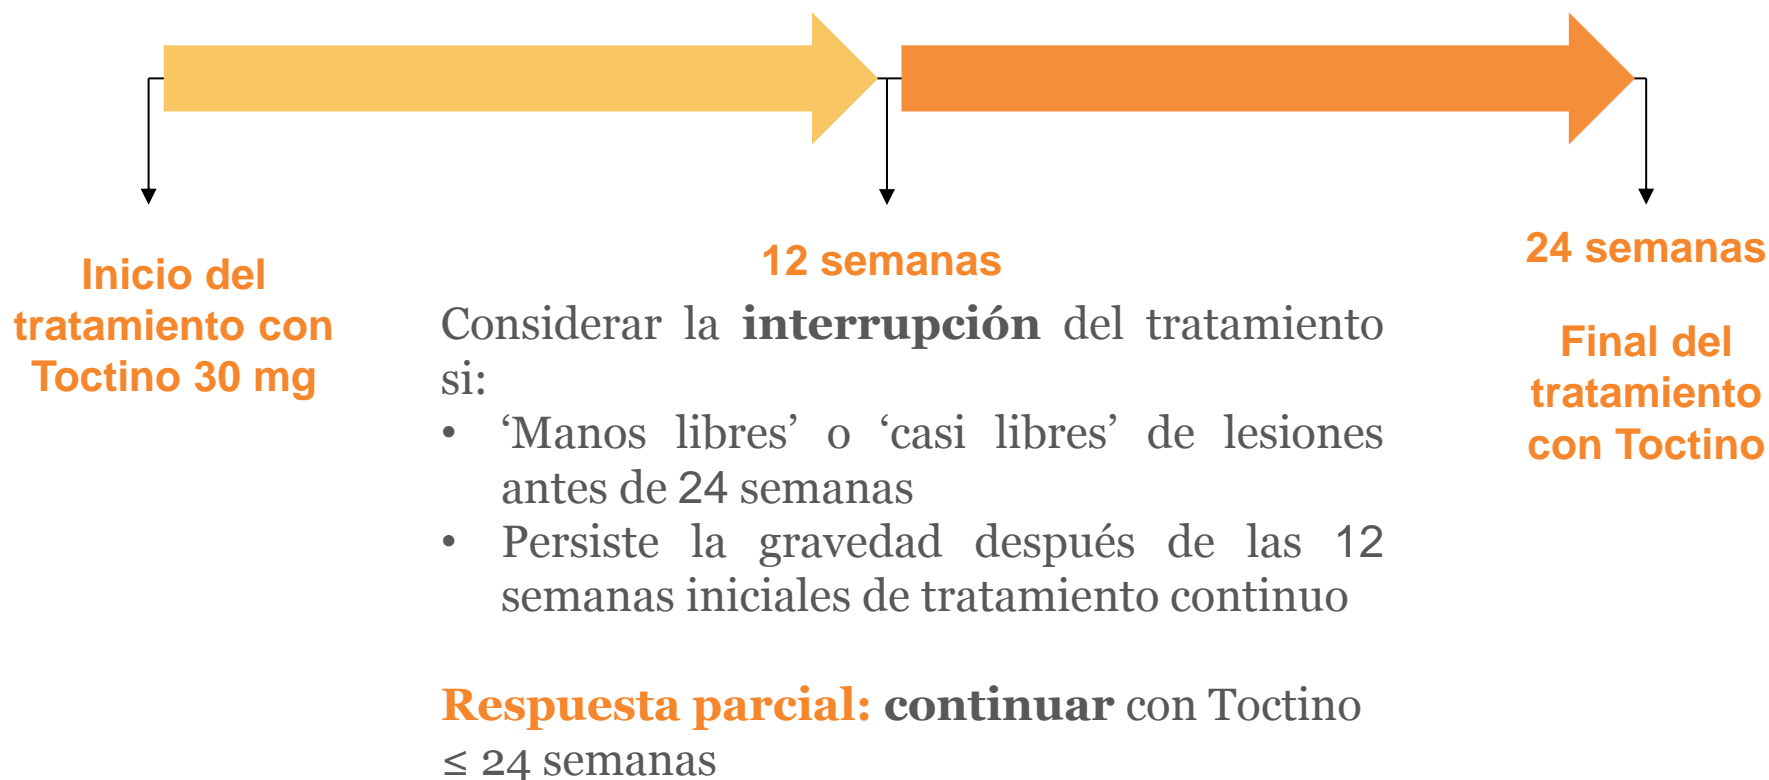 Inicio del
tratamiento con
Toctino 30 mg
12 semanas
Considerar la interrupción del tratamiento
si:
• ‘Manos libres’ o ‘casi libres’ de lesiones
antes de 24 semanas
• Persiste la gravedad después de las 12
semanas iniciales de tratamiento continuo
Respuesta parcial: continuar con Toctino
≤ 24 semanas
24 semanas
Final del
tratamiento
con Toctino